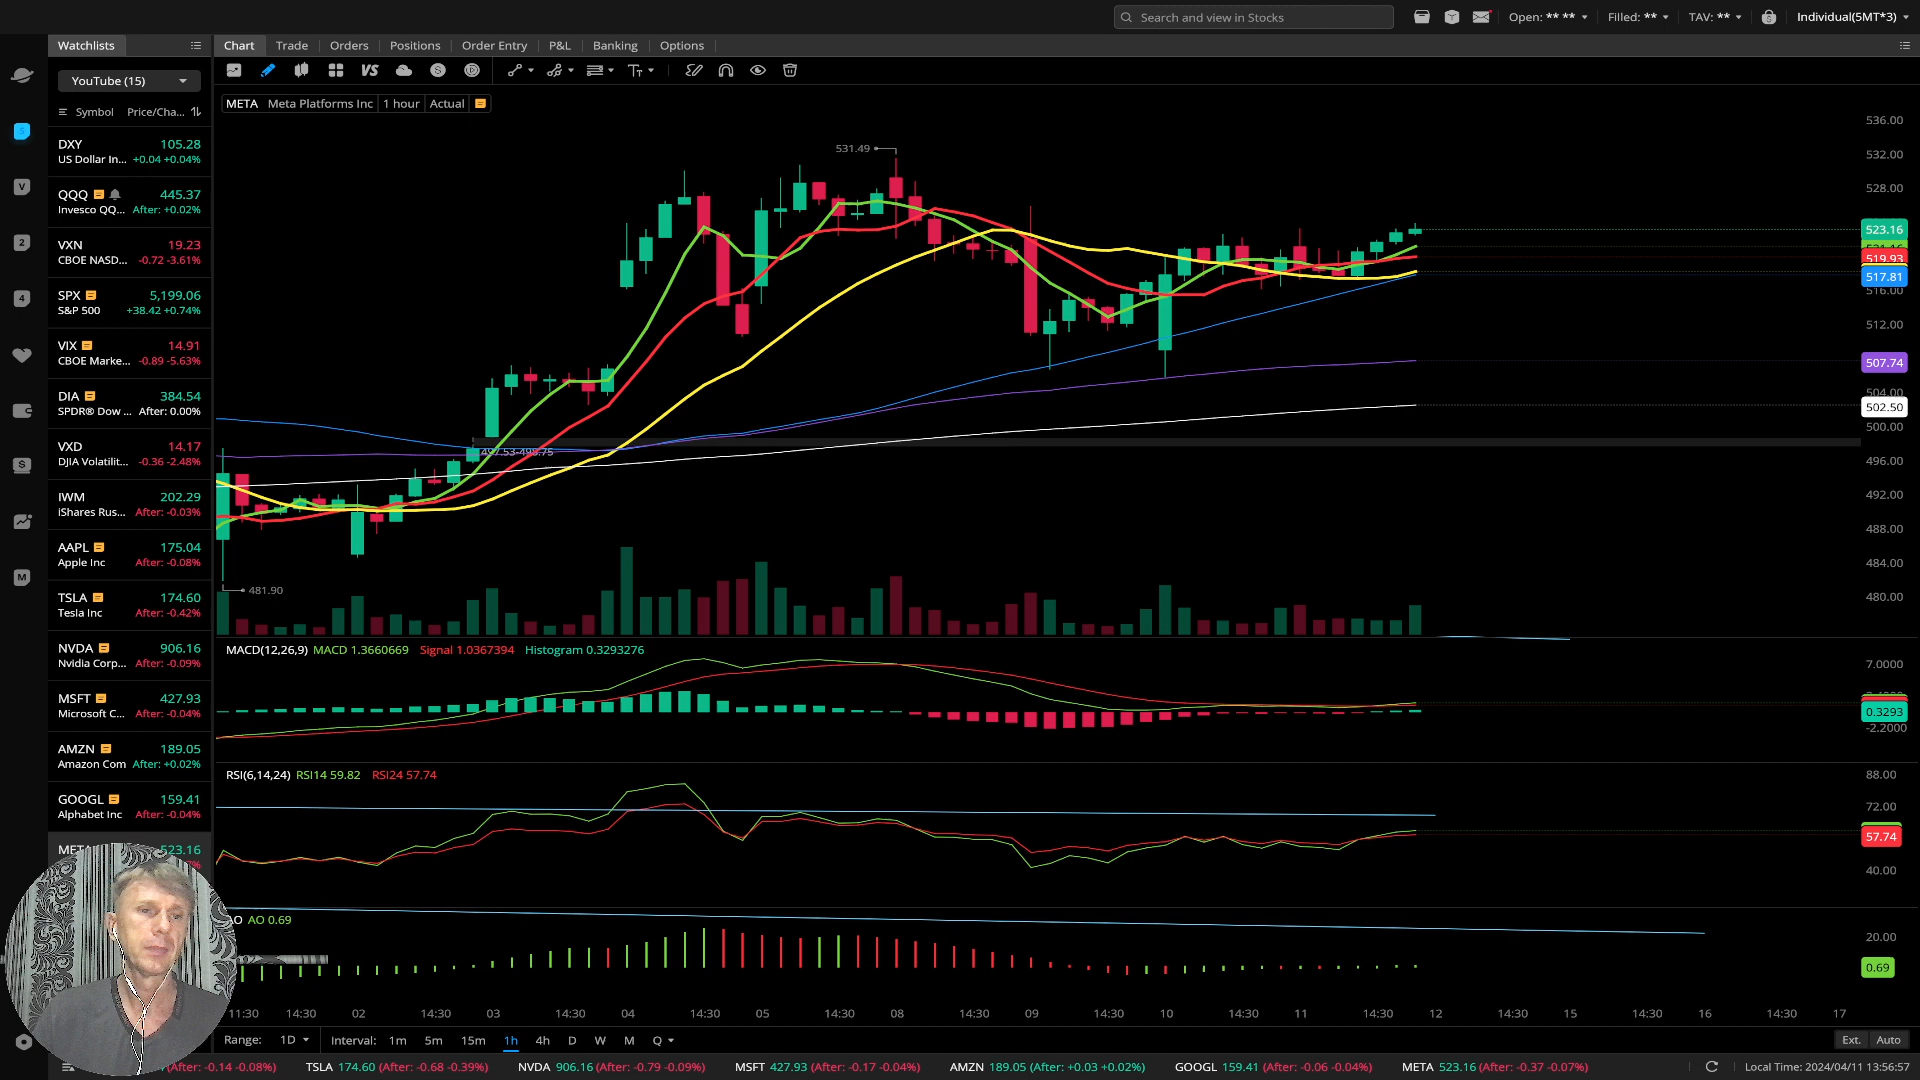 Search and view in Stocks
Open: ** **
Filled: **
TAV: **
Individual(5MT*3)
Watchlists
Chart Trade Orders Positions Order Entry P&L Banking Options
YouTube (15)
Symbol Price/Cha...
VS
META Meta Platforms Inc 1 hour Actual
DXY 105.28
US Dollar In... +0.04 +0.04%
QQQ 445.37
Invesco QQ... After: +0.02%
VXN 19.23
CBOE NASD... -0.72 -3.61%
SPX 5,199.06
S&P 500 +38.42 +0.74%
VIX 14.91
CBOE Marke... -0.89 -5.63%
DIA 384.54
SPDR® Dow ... After: 0.00%
VXD 14.17
DJIA Volatilit... -0.36 -2.48%
IWM 202.29
iShares Rus... After: -0.03%
AAPL 175.04
Apple Inc After: -0.08%
TSLA 174.60
Tesla Inc After: -0.42%
NVDA 906.16
Nvidia Corp... After: -0.09%
MSFT 427.93
Microsoft C... After: -0.04%
AMZN 189.05
Amazon Com After: +0.02%
GOOGL 159.41
Alphabet Inc After: -0.04%
META 523.16
531.49
497.53-499.75
481.90
536.00
532.00
528.00
523.16
519.93
517.81
516.00
512.00
507.74
504.00
502.50
500.00
496.00
492.00
488.00
484.00
480.00
MACD(12,26,9) MACD 1.3660669 Signal 1.0367394 Histogram 0.3293276
7.0000
0.3293
-2.2000
RSI(6,14,24) RSI14 59.82 RSI24 57.74
88.00
72.00
57.74
40.00
AO 0.69
20.00
0.69
11:30 02 14:30 03 14:30 04 14:30 05 14:30 08 14:30 09 14:30 10 14:30 11 14:30 12 14:30 15 14:30 16 14:30 17
Range: 1D Interval: 1m 5m 15m 1h 4h D W M Q
Ext. Auto
(After: -0.14 -0.08%) TSLA 174.60 (After: -0.68 -0.39%) NVDA 906.16 (After: -0.79 -0.09%) MSFT 427.93 (After: -0.17 -0.04%) AMZN 189.05 (After: +0.03 +0.02%) GOOGL 159.41 (After: -0.06 -0.04%) META 523.16 (After: -0.37 -0.07%)
Local Time: 2024/04/11 13:56:57